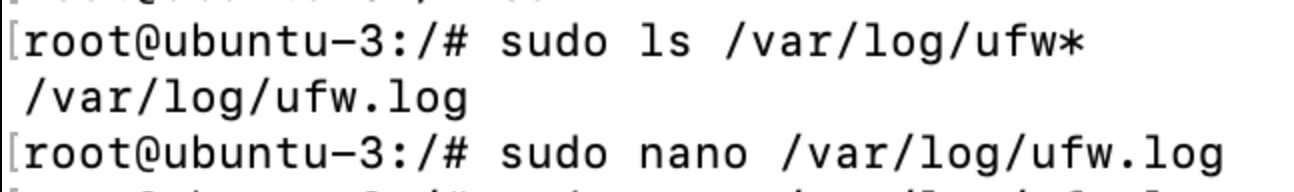 [root@ubuntu-3:/# sudo ls /var/log/ufw*
/var/log/ufw.log
[root@ubuntu-3:/# sudo nano /var/log/ufw.log